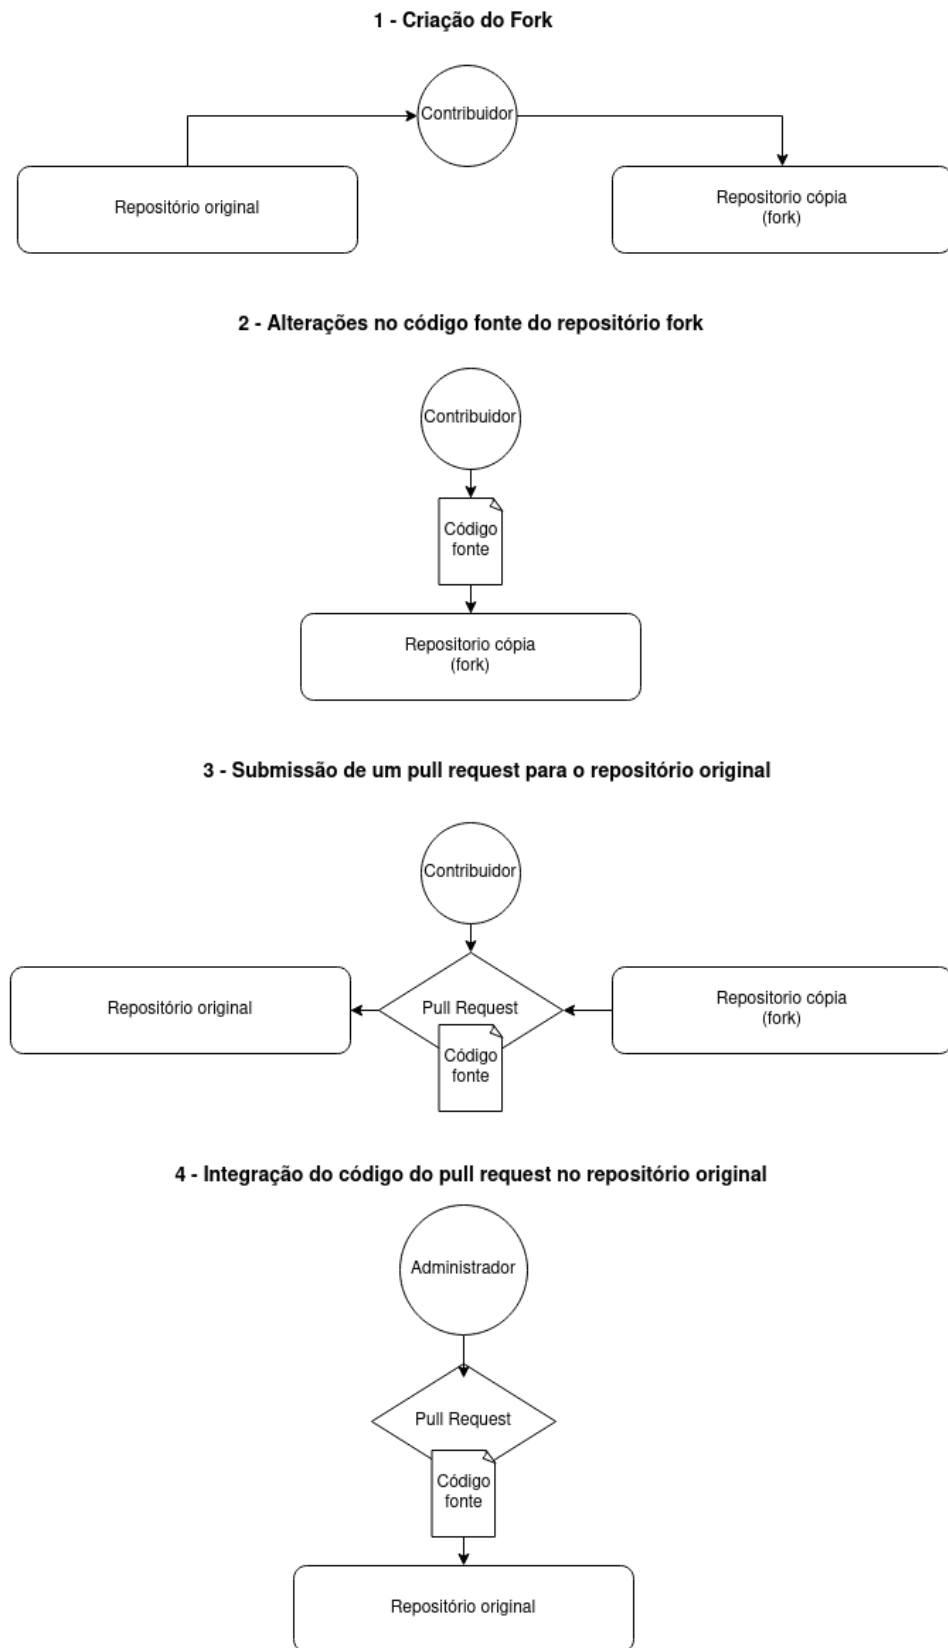 1 - Criação do Fork
Contribuidor
Repositório original
Repositorio cópia
(fork)
2 - Alterações no código fonte do repositório fork
Contribuidor
Código
fonte
Repositorio cópia
(fork)
3 - Submissão de um pull request para o repositório original
Contribuidor
Repositório original
Pull Request
Repositorio cópia
(fork)
Código
fonte
4 - Integração do código do pull request no repositório original
Administrador
Pull Request
Código
fonte
Repositório original